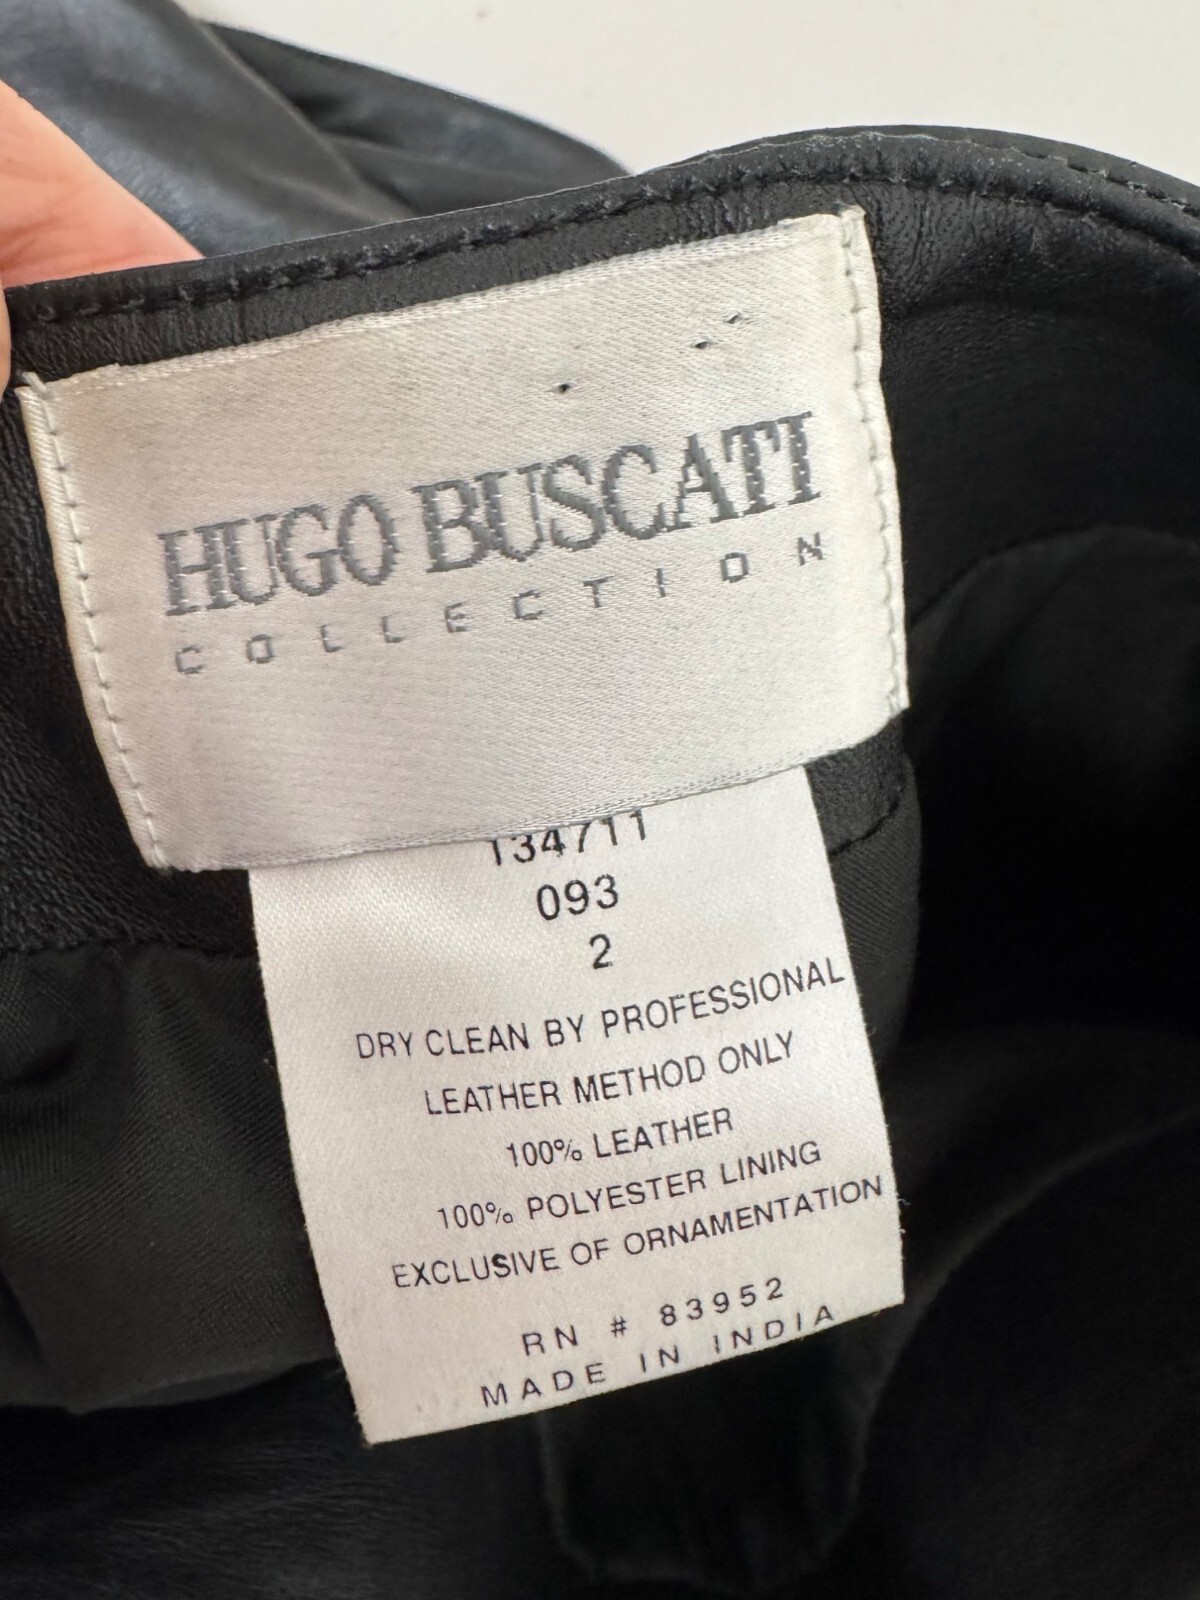 HUGO BUSCATI
COLLECTION
134711
093
2
DRY CLEAN BY PROFESSIONAL
LEATHER METHOD ONLY
100% LEATHER
100% POLYESTER LINING
EXCLUSIVE OF ORNAMENTATION
RN # 83952
MADE IN INDIA